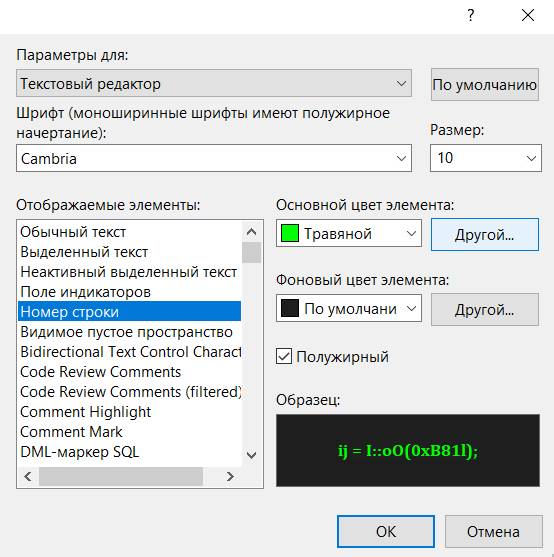 ?
Параметры для:
Текстовый редактор
По умолчанию
Шрифт (моноширинные шрифты имеют полужирное
начертание):
Размер:
Cambria
10
Отображаемые элементы:
Обычный текст
Выделенный текст
Неактивный выделенный текст
Поле индикаторов
Номер строки
Видимое пустое пространство
Bidirectional Text Control Charact
Code Review Comments
Code Review Comments (filtered)
Comment Highlight
Comment Mark
DML-маркер SQL
Основной цвет элемента:
Травяной
Другой...
Фоновый цвет элемента:
По умолчани
Другой...
Полужирный
Образец:
ij = I::oO(0xB81l);
ОК
Отмена